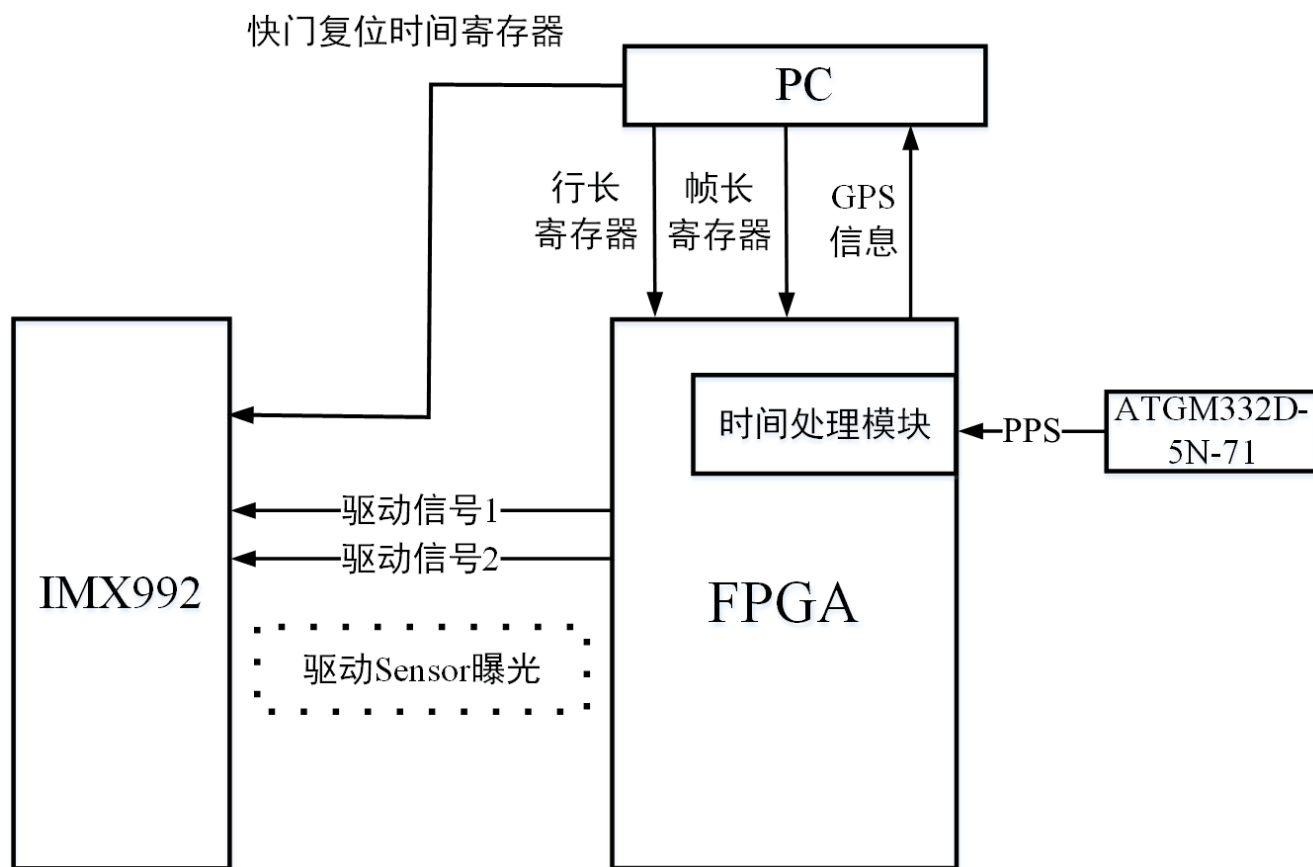 快门复位时间寄存器
PC
行长
寄存器
帧长
寄存器
GPS
信息
时间处理模块
PPS
ATGM332D-
5N-71
驱动信号1
驱动信号2
IMX992
FPGA
驱动Sensor曝光